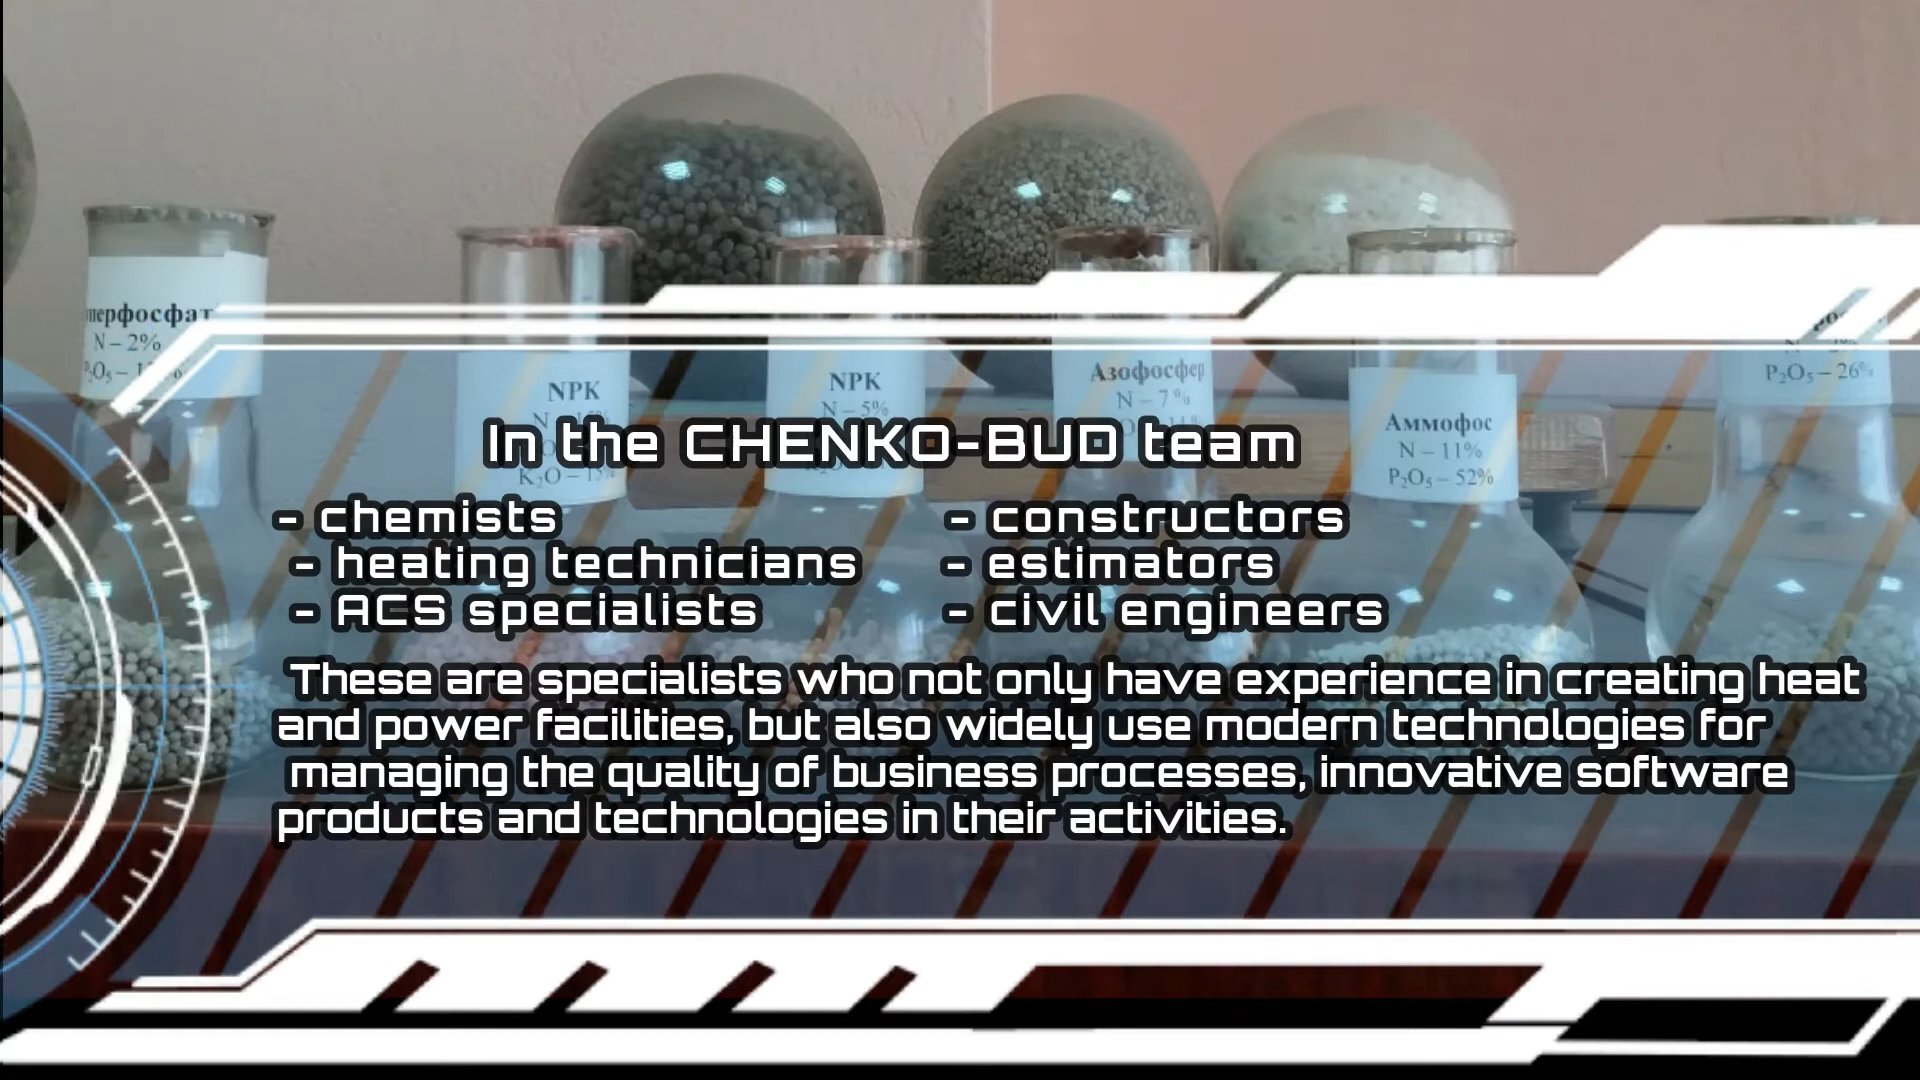 N – 2%
NPK
NPK
N – 5%
Азофосфер
N – 7%
Аммофос
N – 11%
P₂O₅ – 52%
P₂O₅ – 26%
In the CHENKO-BUD team
- chemists
- heating technicians
- ACS specialists
- constructors
- estimators
- civil engineers
These are specialists who not only have experience in creating heat
and power facilities, but also widely use modern technologies for
managing the quality of business processes, innovative software
products and technologies in their activities.